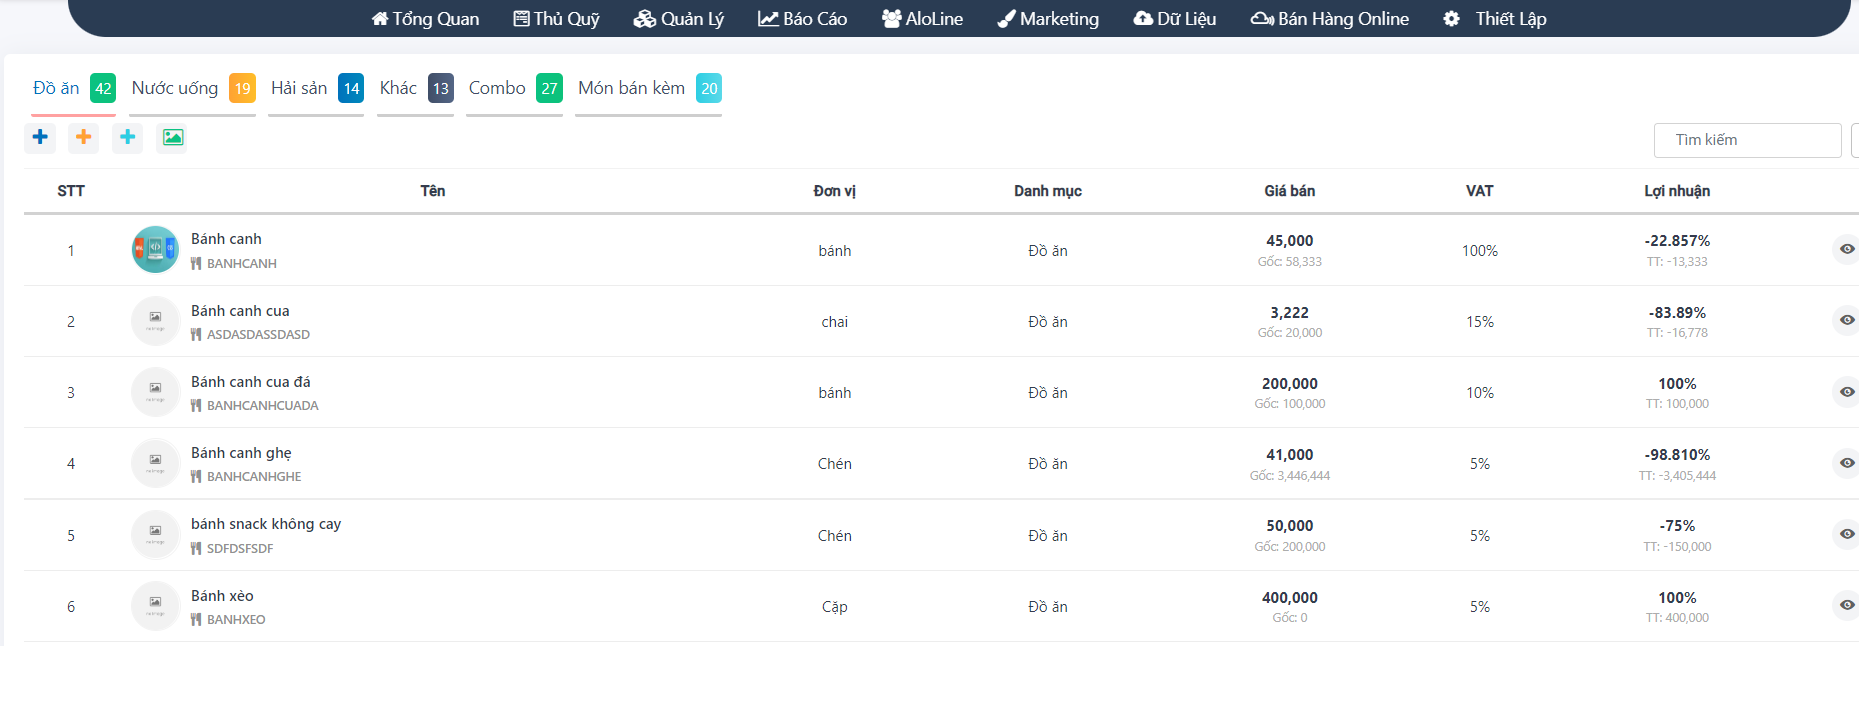 Tổng Quan Thủ Quỹ Quản Lý Báo Cáo AloLine Marketing Dữ Liệu Bán Hàng Online Thiết Lập
Đồ ăn 42 Nước uống 19 Hải sản 14 Khác 13 Combo 27 Món bán kèm 20
Tìm kiếm
STT Tên Đơn vị Danh mục Giá bán VAT Lợi nhuận
1 Bánh canh bánh Đồ ăn 45,000 100% -22.857%
BANHCANH Gốc: 58,333 TT: -13,333
2 Bánh canh cua chai Đồ ăn 3,222 15% -83.89%
ASDASDASSDASD Gốc: 20,000 TT: -16,778
3 Bánh canh cua đá bánh Đồ ăn 200,000 10% 100%
BANHCANHCUADA Gốc: 100,000 TT: 100,000
4 Bánh canh ghẹ Chén Đồ ăn 41,000 5% -98.810%
BANHCANHGHE Gốc: 3,446,444 TT: -3,405,444
5 bánh snack không cay Chén Đồ ăn 50,000 5% -75%
SDFDSFSDF Gốc: 200,000 TT: -150,000
6 Bánh xèo Cặp Đồ ăn 400,000 5% 100%
BANHXEO Gốc: 0 TT: 400,000